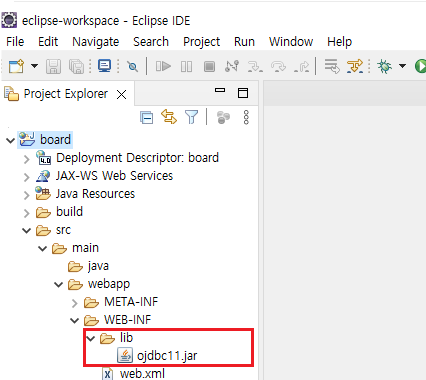 eclipse-workspace - Eclipse IDE
File Edit Navigate Search Project Run Window Help
Project Explorer
board
4.0 Deployment Descriptor: board
JAX-WS Web Services
Java Resources
build
src
main
java
webapp
META-INF
WEB-INF
lib
ojdbc11.jar
web.xml